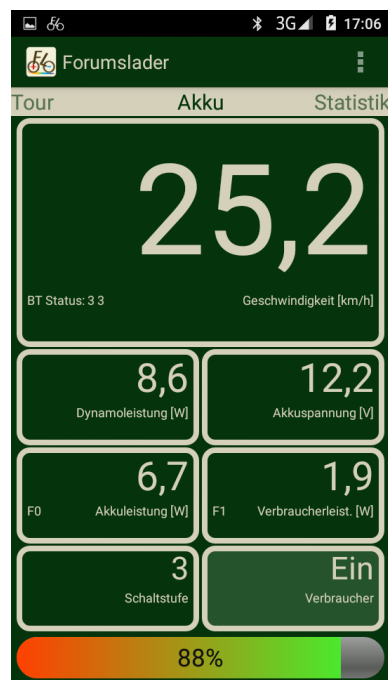 3G 17:06
Forumslader
Tour Akku Statistik
25,2
BT Status: 3 3 Geschwindigkeit [km/h]
8,6 12,2
Dynamoleistung [W] Akkuspannung [V]
6,7 1,9
F0 Akkuleistung [W] F1 Verbraucherleist. [W]
3 Ein
Schaltstufe Verbraucher
88%